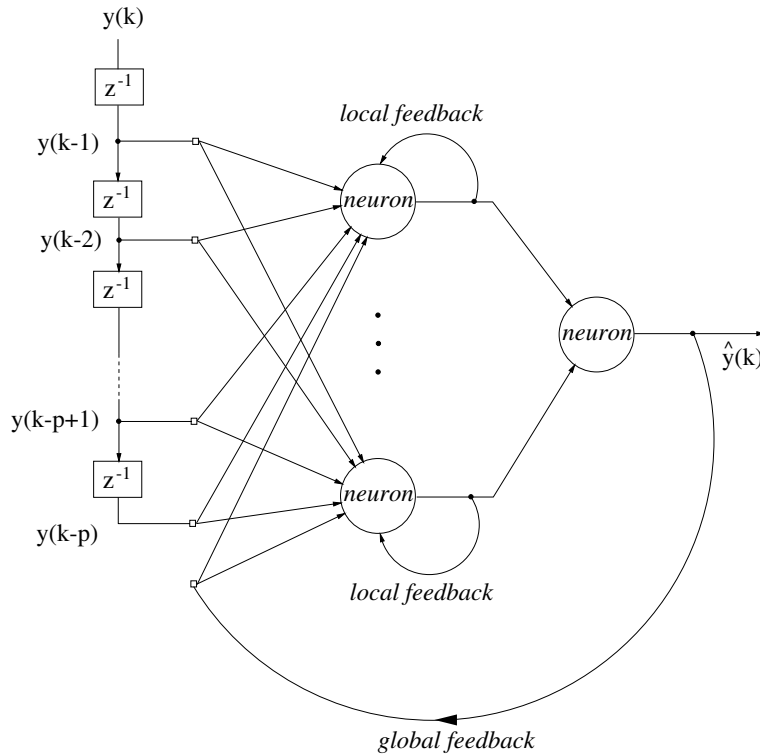 y(k)
z⁻¹
y(k-1)
z⁻¹
y(k-2)
z⁻¹
y(k-p+1)
z⁻¹
y(k-p)
local feedback
neuron
neuron
local feedback
neuron
ŷ(k)
global feedback